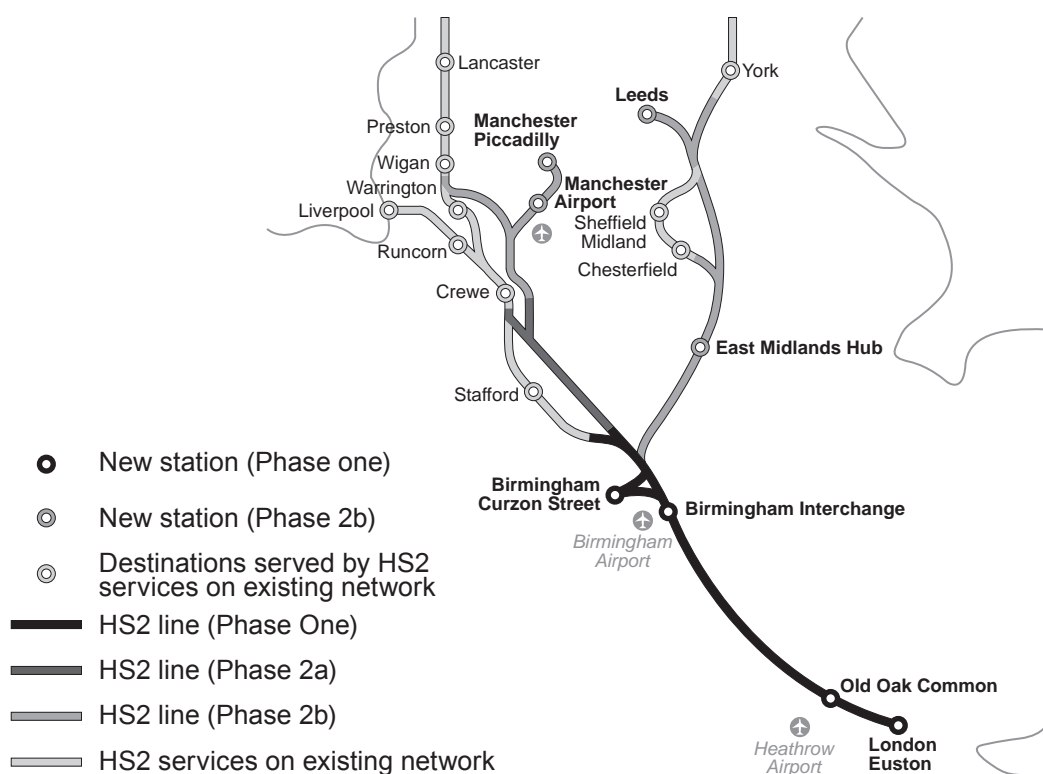 Lancaster
York
Leeds
Preston
Manchester
Piccadilly
Wigan
Warrington
Manchester
Airport
Liverpool
Sheffield
Midland
Runcorn
Chesterfield
Crewe
East Midlands Hub
Stafford
New station (Phase one)
Birmingham
Curzon Street
Birmingham Interchange
New station (Phase 2b)
Birmingham
Airport
Destinations served by HS2
services on existing network
HS2 line (Phase One)
HS2 line (Phase 2a)
Old Oak Common
HS2 line (Phase 2b)
London
Euston
Heathrow
Airport
HS2 services on existing network